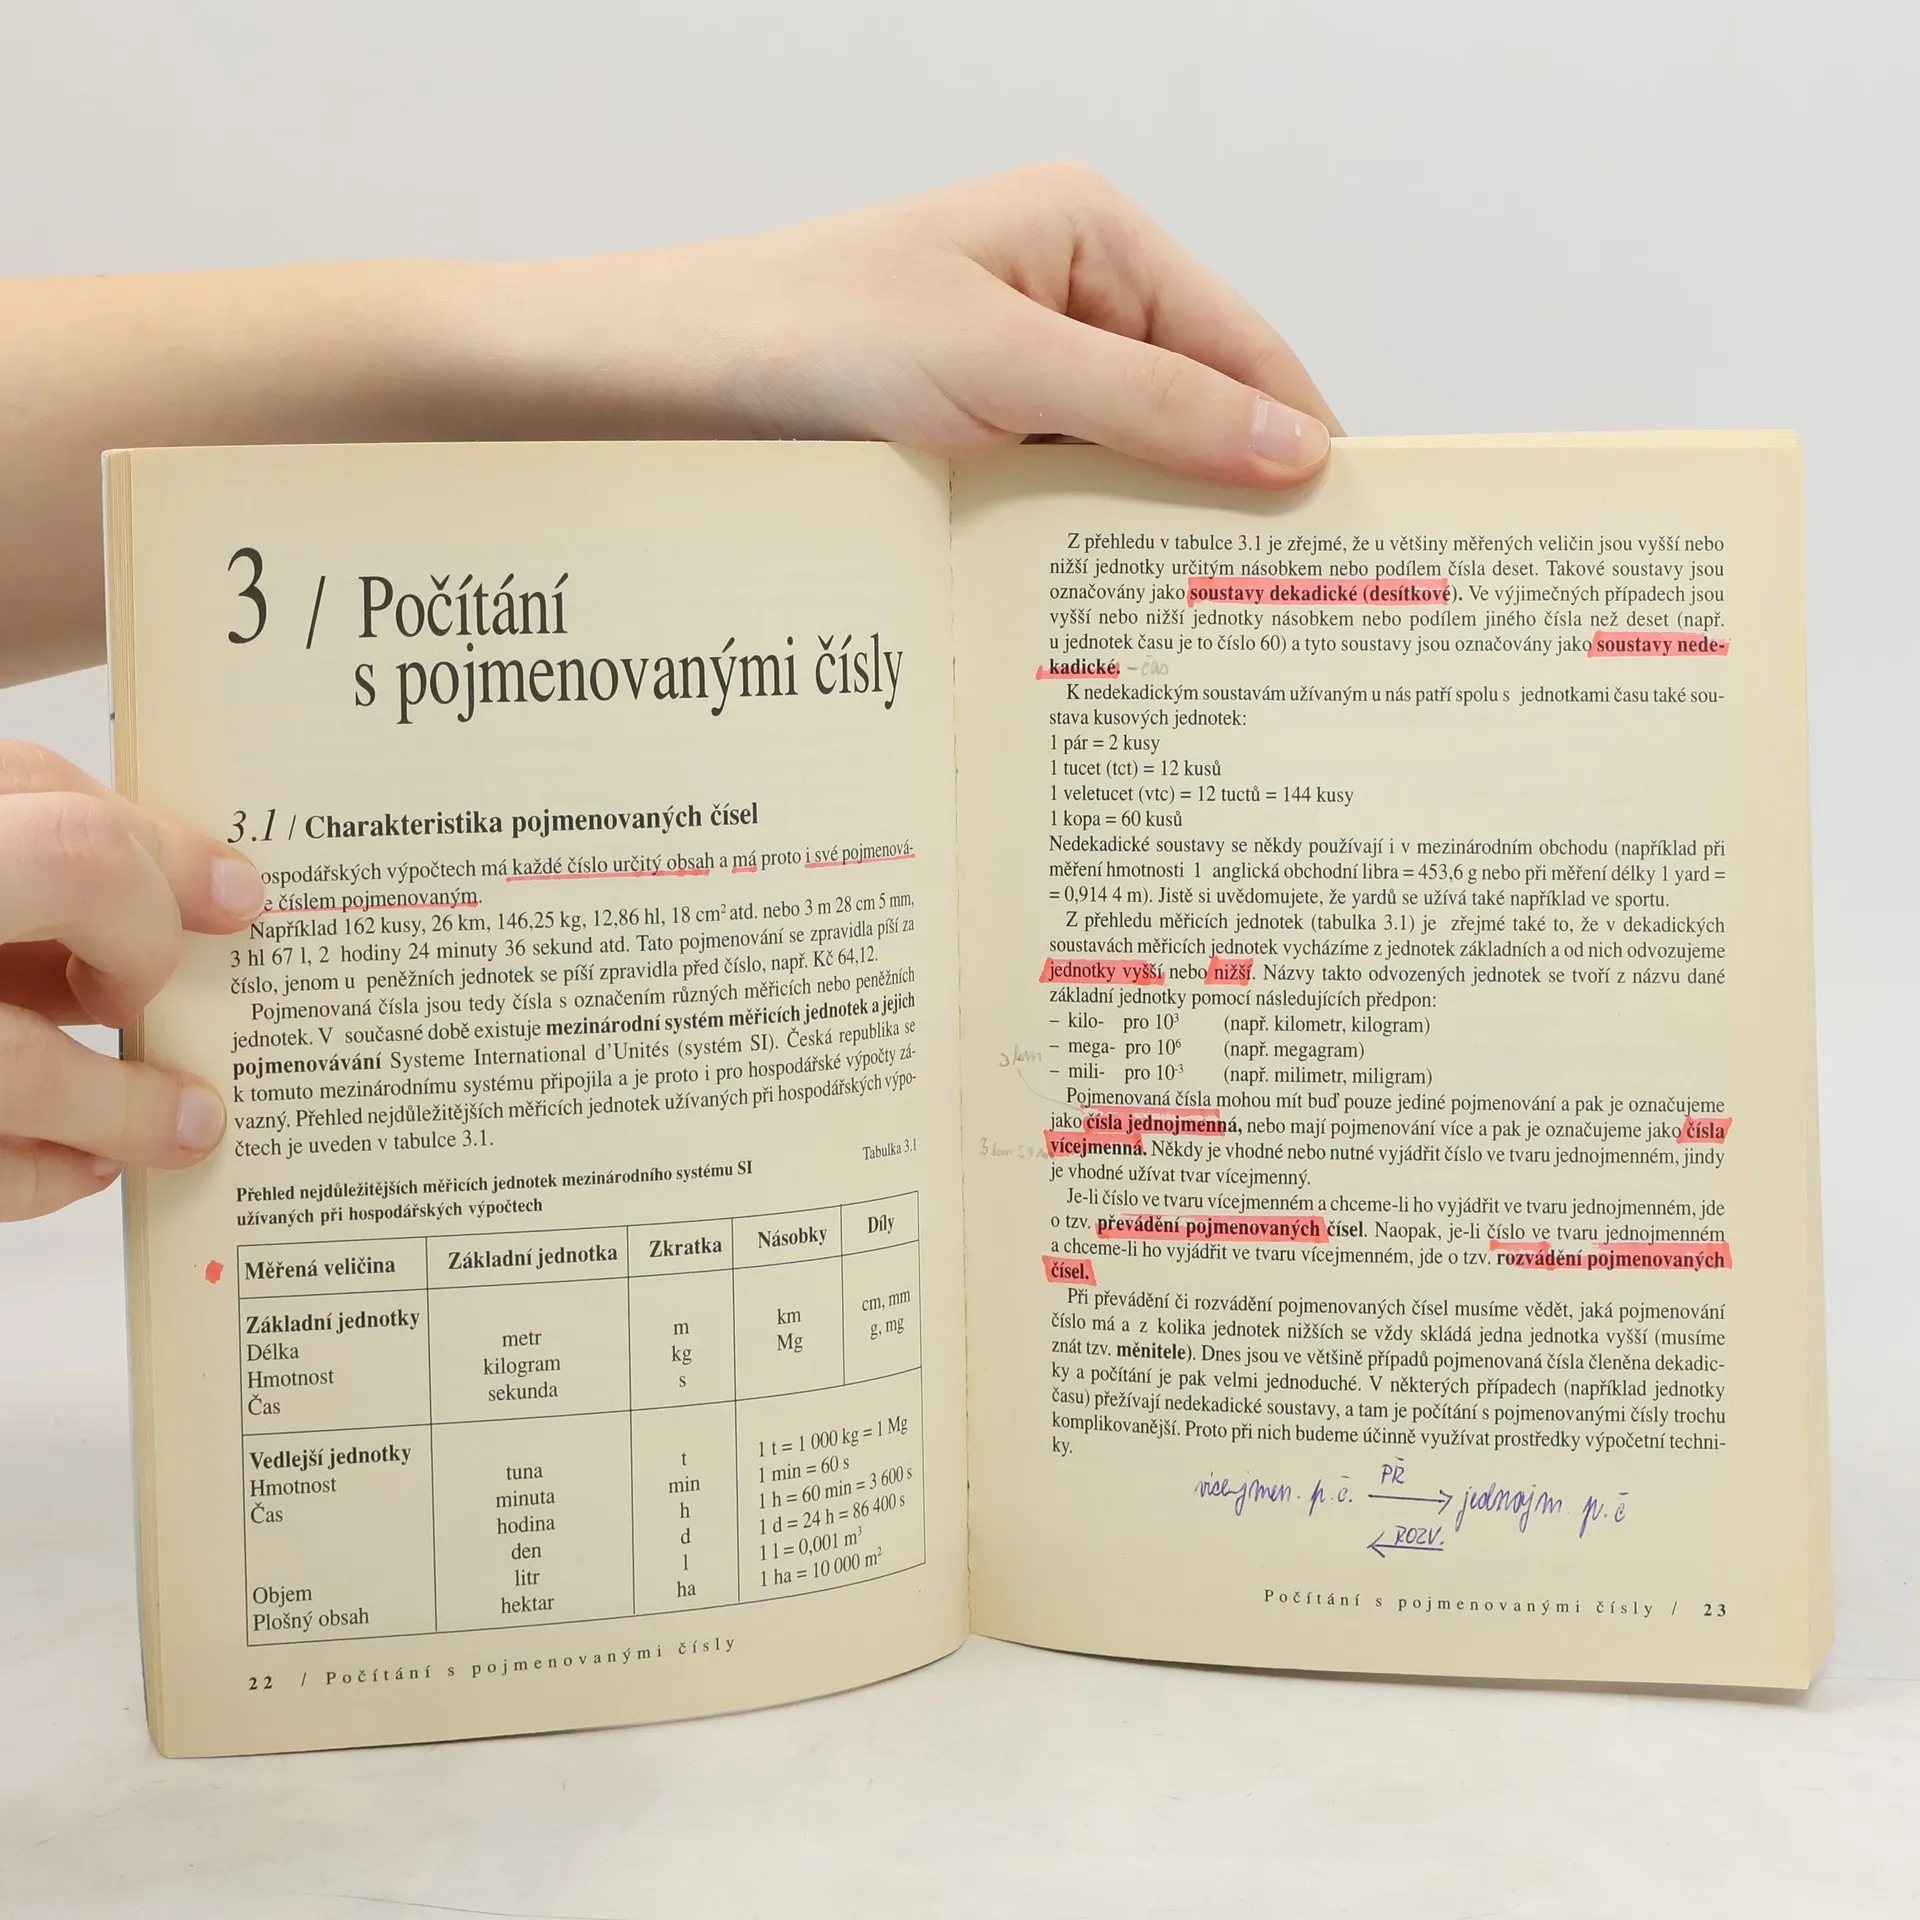 3 / Počítání
s pojmenovanými čísly
3.1 / Charakteristika pojmenovaných čísel
ospodářských výpočtech má každé číslo určitý obsah a má proto i své pojmenová-
e číslem pojmenovaným.
Například 162 kusy, 26 km, 146,25 kg, 12,86 hl, 18 cm² atd. nebo 3 m 28 cm 5 mm,
3 hl 67 l, 2 hodiny 24 minuty 36 sekund atd. Tato pojmenování se zpravidla píší za
číslo, jenom u peněžních jednotek se píší zpravidla před číslo, např. Kč 64,12.
Pojmenovaná čísla jsou tedy čísla s označením různých měřicích nebo peněžních
jednotek. V současné době existuje mezinárodní systém měřicích jednotek a jejich
pojmenovávání Systeme International d’Unités (systém SI). Česká republika se
k tomuto mezinárodnímu systému připojila a je proto i pro hospodářské výpočty zá-
vazný. Přehled nejdůležitějších měřicích jednotek užívaných při hospodářských výpo-
čtech je uveden v tabulce 3.1.
Tabulka 3.1
Přehled nejdůležitějších měřicích jednotek mezinárodního systému SI
užívaných při hospodářských výpočtech
Měřená veličina Základní jednotka Zkratka Násobky Díly
Základní jednotky
Délka metr m km cm, mm
Hmotnost kilogram kg Mg g, mg
Čas sekunda s
Vedlejší jednotky
Hmotnost tuna t 1 t = 1 000 kg = 1 Mg
Čas minuta min 1 min = 60 s
hodina h 1 h = 60 min = 3 600 s
den d 1 d = 24 h = 86 400 s
Objem litr l 1 l = 0,001 m³
Plošný obsah hektar ha 1 ha = 10 000 m²
22 / Počítání s pojmenovanými čísly
Z přehledu v tabulce 3.1 je zřejmé, že u většiny měřených veličin jsou vyšší nebo
nižší jednotky určitým násobkem nebo podílem čísla deset. Takové soustavy jsou
označovány jako soustavy dekadické (desítkové). Ve výjimečných případech jsou
vyšší nebo nižší jednotky násobkem nebo podílem jiného čísla než deset (např.
u jednotek času je to číslo 60) a tyto soustavy jsou označovány jako soustavy nede-
kadické. – čas
K nedekadickým soustavám užívaným u nás patří spolu s jednotkami času také sou-
stava kusových jednotek:
1 pár = 2 kusy
1 tucet (tct) = 12 kusů
1 veletucet (vtc) = 12 tuctů = 144 kusy
1 kopa = 60 kusů
Nedekadické soustavy se někdy používají i v mezinárodním obchodu (například při
měření hmotnosti 1 anglická obchodní libra = 453,6 g nebo při měření délky 1 yard =
= 0,914 4 m). Jistě si uvědomujete, že yardů se užívá také například ve sportu.
Z přehledu měřicích jednotek (tabulka 3.1) je zřejmé také to, že v dekadických
soustavách měřicích jednotek vycházíme z jednotek základních a od nich odvozujeme
jednotky vyšší nebo nižší. Názvy takto odvozených jednotek se tvoří z názvu dané
základní jednotky pomocí následujících předpon:
– kilo- pro 10³ (např. kilometr, kilogram)
– mega- pro 10⁶ (např. megagram)
– mili- pro 10⁻³ (např. milimetr, miligram)
3 km
Pojmenovaná čísla mohou mít buď pouze jediné pojmenování a pak je označujeme
jako čísla jednojmenná, nebo mají pojmenování více a pak je označujeme jako čísla
3 km
vícejmenná. Někdy je vhodné nebo nutné vyjádřit číslo ve tvaru jednojmenném, jindy
je vhodné užívat tvar vícejmenný.
Je-li číslo ve tvaru vícejmenném a chceme-li ho vyjádřit ve tvaru jednojmenném, jde
o tzv. převádění pojmenovaných čísel. Naopak, je-li číslo ve tvaru jednojmenném
a chceme-li ho vyjádřit ve tvaru vícejmenném, jde o tzv. rozvádění pojmenovaných
čísel.
Při převádění či rozvádění pojmenovaných čísel musíme vědět, jaká pojmenování
číslo má a z kolika jednotek nižších se vždy skládá jedna jednotka vyšší (musíme
znát tzv. měnitele). Dnes jsou ve většině případů pojmenovaná čísla členěna dekadic-
ky a počítání je pak velmi jednoduché. V některých případech (například jednotky
času) přežívají nedekadické soustavy, a tam je počítání s pojmenovanými čísly trochu
komplikovanější. Proto při nich budeme účinně využívat prostředky výpočetní techni-
ky.
vícejmen. p.č. PŘ → jednojm. p.č
← ROZV.
Počítání s pojmenovanými čísly / 23